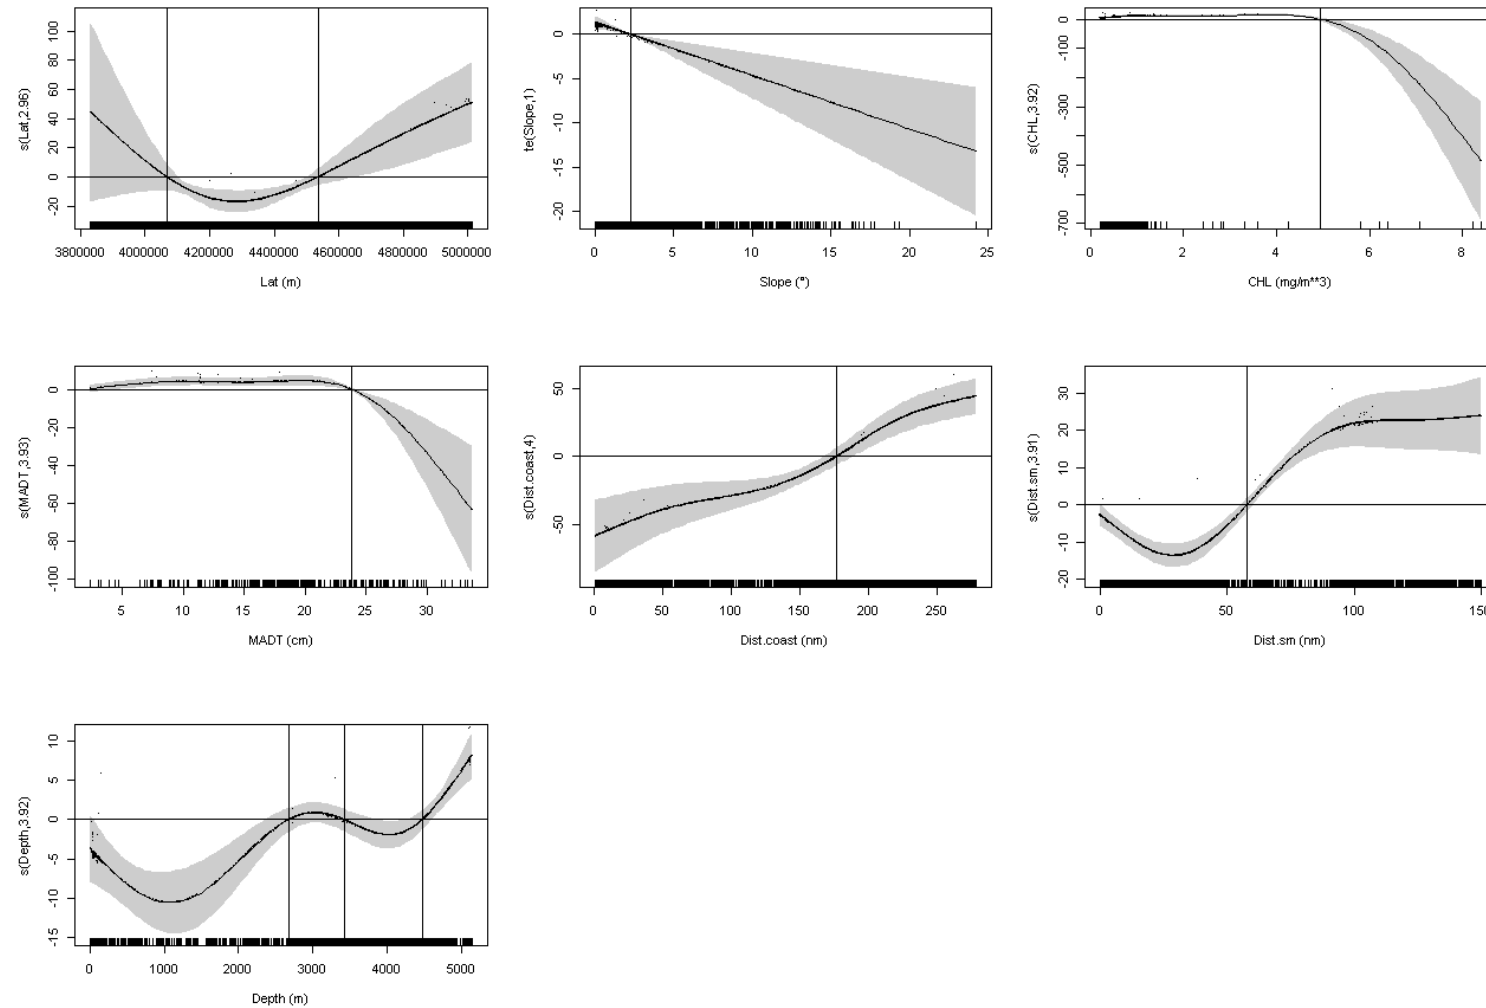 s(Lat,2.96)
-20 0 20 40 60 80 100
3800000 4000000 4200000 4400000 4600000 4800000 5000000
Lat (m)
te(Slope,1)
-20 -15 -10 -5 0
0 5 10 15 20 25
Slope (°)
s(CHL,3.92)
-700 -500 -300 -100 0
0 2 4 6 8
CHL (mg/m**3)
s(MADT,3.93)
-100 -80 -60 -40 -20 0
5 10 15 20 25 30
MADT (cm)
s(Dist.coast,4)
-50 0 50
0 50 100 150 200 250
Dist.coast (nm)
s(Dist.sm,3.91)
-20 -10 0 10 20 30
0 50 100 150
Dist.sm (nm)
s(Depth,3.92)
-15 -10 -5 0 5 10
0 1000 2000 3000 4000 5000
Depth (m)